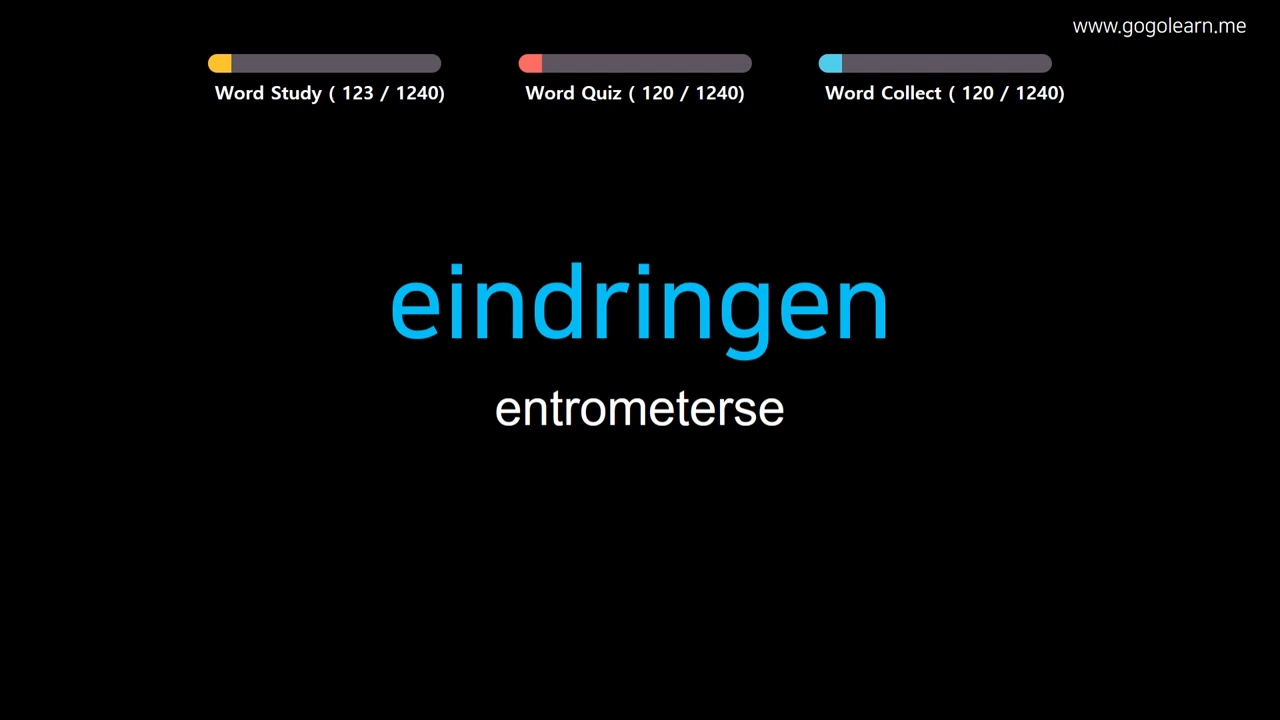 www.gogolearn.me
Word Study ( 123 / 1240)
Word Quiz ( 120 / 1240)
Word Collect ( 120 / 1240)
eindringen
entrometerse